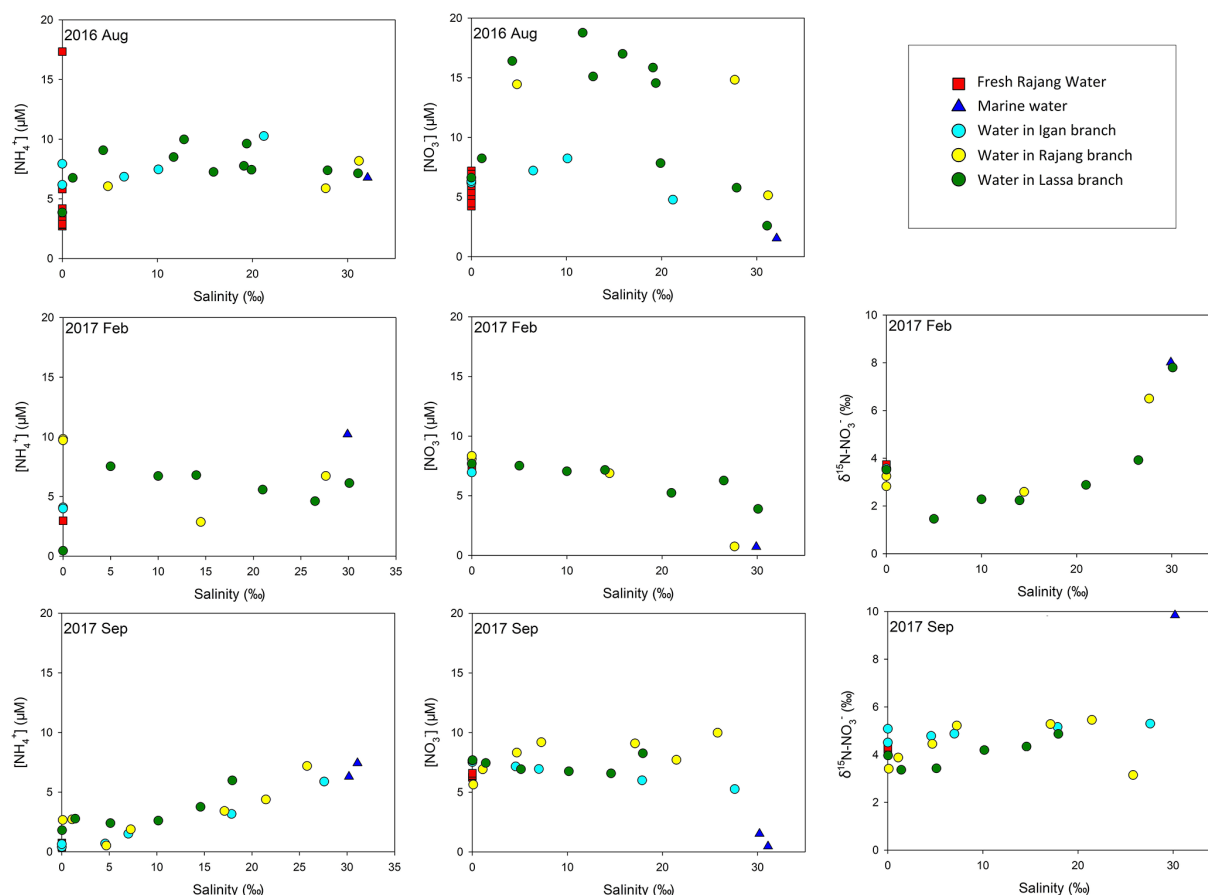 2016 Aug
[NH₄⁺] (µM)
20
15
10
5
0
0 10 20 30
Salinity (‰)
2016 Aug
[NO₃⁻] (µM)
20
15
10
5
0
0 10 20 30
Salinity (‰)
Fresh Rajang Water
Marine water
Water in Igan branch
Water in Rajang branch
Water in Lassa branch
2017 Feb
[NH₄⁺] (µM)
20
15
10
5
0
0 5 10 15 20 25 30 35
Salinity (‰)
2017 Feb
[NO₃⁻] (µM)
20
15
10
5
0
0 10 20 30
Salinity (‰)
2017 Feb
δ¹⁵N-NO₃⁻ (‰)
10
8
6
4
2
0
0 10 20 30
Salinity (‰)
2017 Sep
[NH₄⁺] (µM)
20
15
10
5
0
0 5 10 15 20 25 30 35
Salinity (‰)
2017 Sep
[NO₃⁻] (µM)
20
15
10
5
0
0 10 20 30
Salinity (‰)
2017 Sep
δ¹⁵N-NO₃⁻ (‰)
10
8
6
4
2
0
0 10 20 30
Salinity (‰)